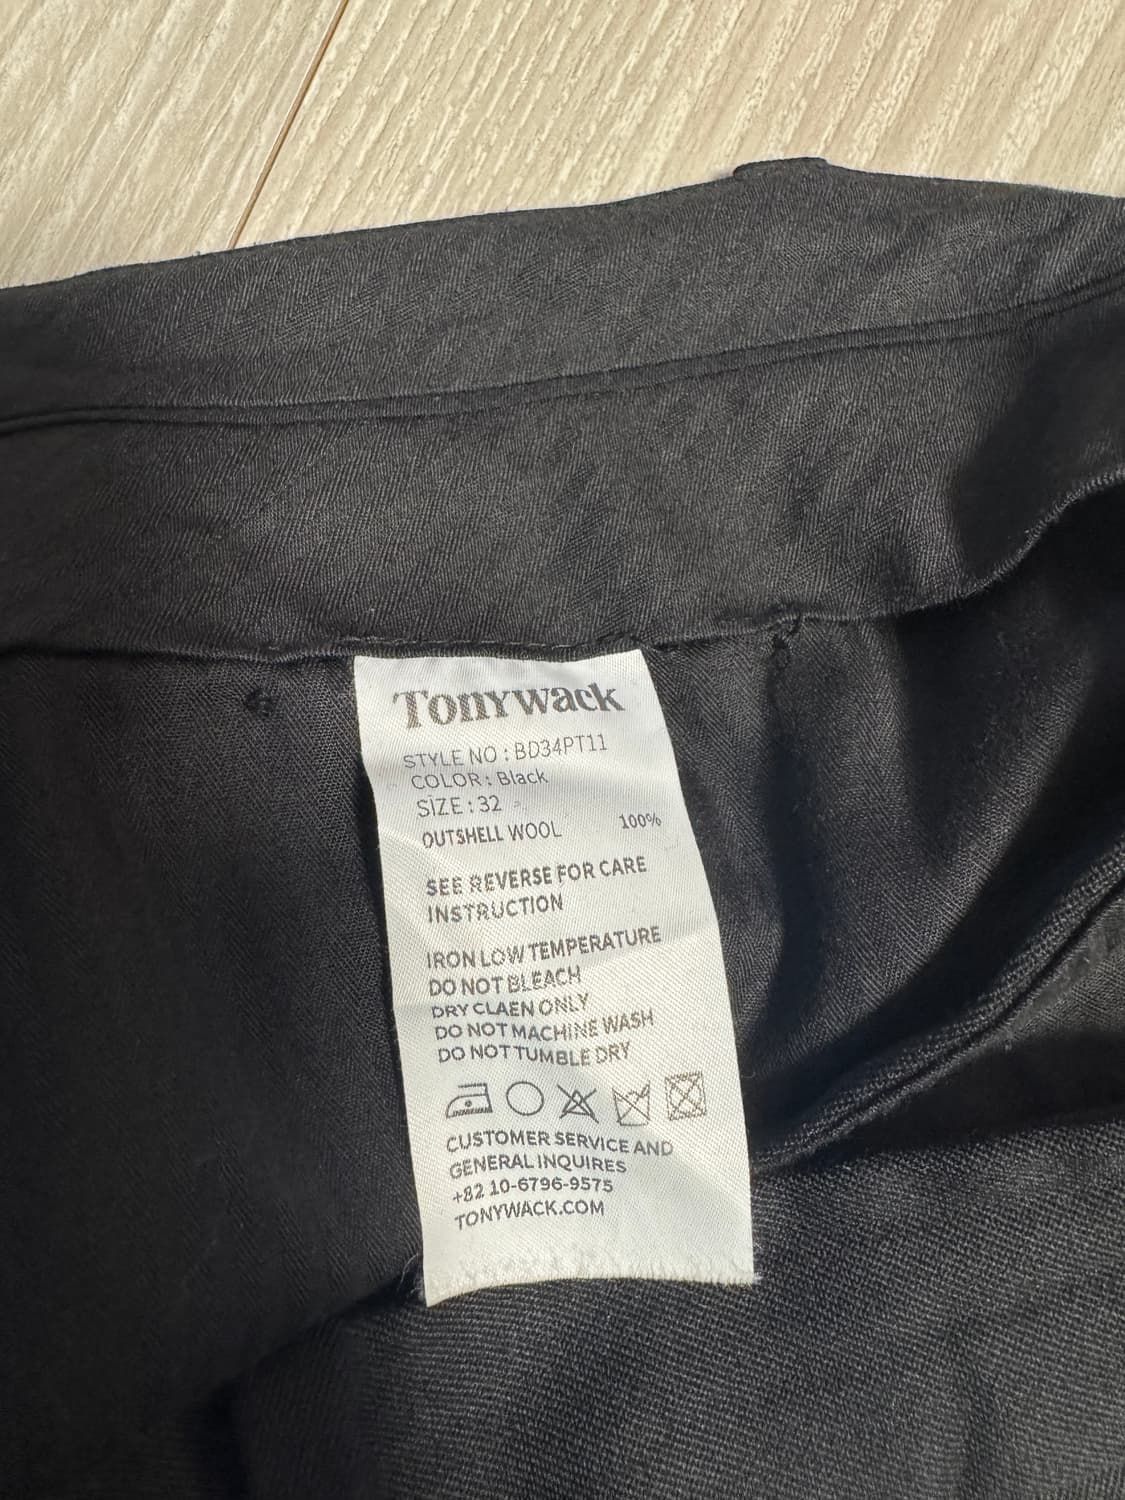 Tonywack
STYLE NO : BD34PT11
COLOR : Black
SIZE : 32
OUTSHELL WOOL 100%
SEE REVERSE FOR CARE
INSTRUCTION
IRON LOW TEMPERATURE
DO NOT BLEACH
DRY CLAEN ONLY
DO NOT MACHINE WASH
DO NOT TUMBLE DRY
CUSTOMER SERVICE AND
GENERAL INQUIRES
+82 10-6796-9575
TONYWACK.COM